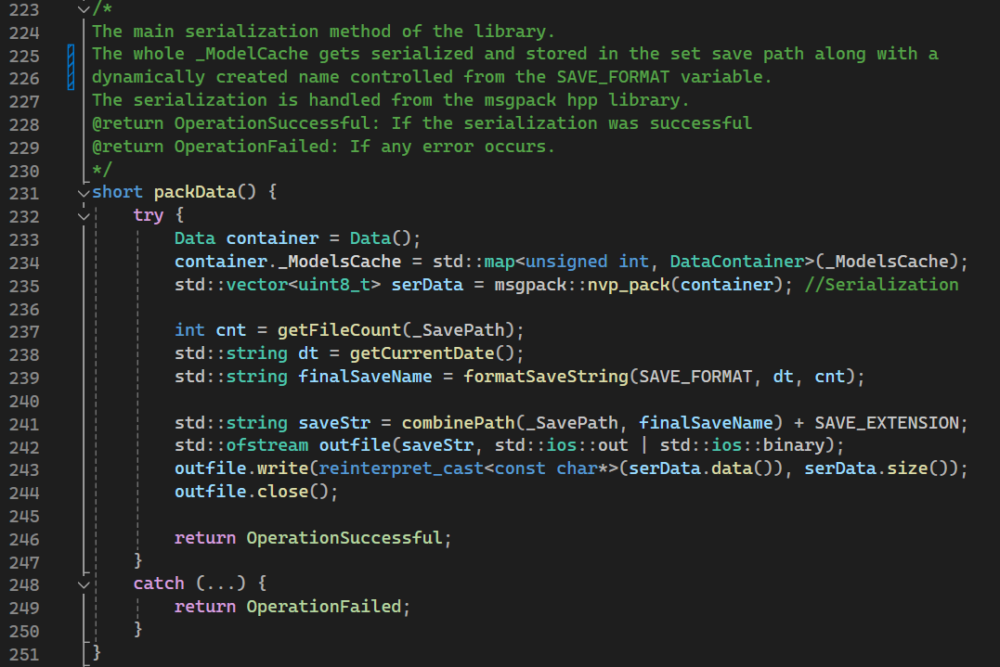 223 /*
224 The main serialization method of the library.
225 The whole _ModelCache gets serialized and stored in the set save path along with a
226 dynamically created name controlled from the SAVE_FORMAT variable.
227 The serialization is handled from the msgpack hpp library.
228 @return OperationSuccessful: If the serialization was successful
229 @return OperationFailed: If any error occurs.
230 */
231 short packData() {
232     try {
233         Data container = Data();
234         container._ModelsCache = std::map<unsigned int, DataContainer>(_ModelsCache);
235         std::vector<uint8_t> serData = msgpack::nvp_pack(container); //Serialization
236
237         int cnt = getFileCount(_SavePath);
238         std::string dt = getCurrentDate();
239         std::string finalSaveName = formatSaveString(SAVE_FORMAT, dt, cnt);
240
241         std::string saveStr = combinePath(_SavePath, finalSaveName) + SAVE_EXTENSION;
242         std::ofstream outfile(saveStr, std::ios::out | std::ios::binary);
243         outfile.write(reinterpret_cast<const char*>(serData.data()), serData.size());
244         outfile.close();
245
246         return OperationSuccessful;
247     }
248     catch (...) {
249         return OperationFailed;
250     }
251 }